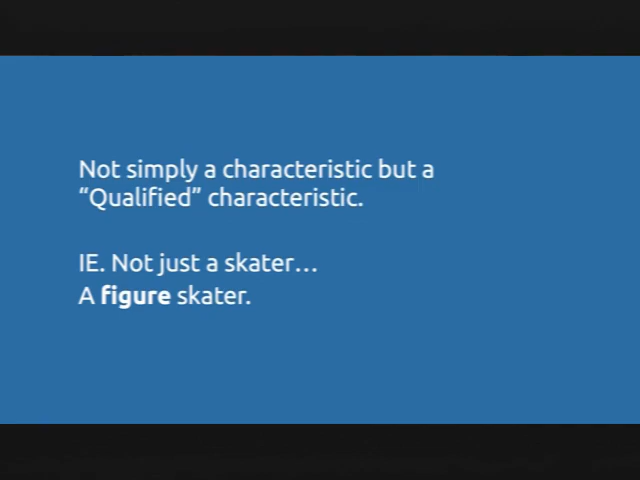 Not simply a characteristic but a
“Qualified” characteristic.
IE. Not just a skater…
A figure skater.